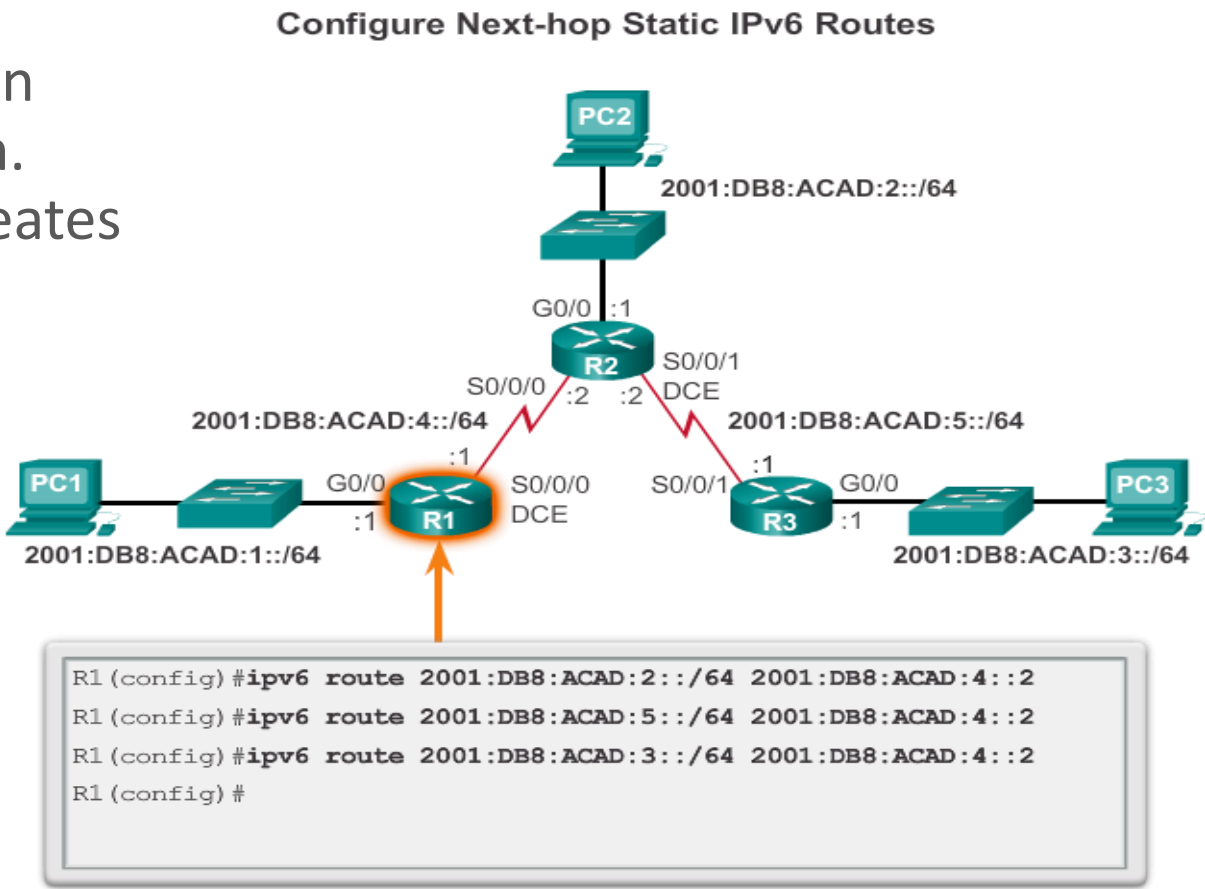 Configure Next-hop Static IPv6 Routes
n
.
eates
PC2
2001:DB8:ACAD:2::/64
G0/0 :1
R2
S0/0/1
DCE
S0/0/0 :2 :2
2001:DB8:ACAD:4::/64
2001:DB8:ACAD:5::/64
:1
:1
PC1
G0/0
:1
R1
S0/0/0
DCE
S0/0/1
R3
G0/0
:1
PC3
2001:DB8:ACAD:1::/64
2001:DB8:ACAD:3::/64
R1(config)#ipv6 route 2001:DB8:ACAD:2::/64 2001:DB8:ACAD:4::2
R1(config)#ipv6 route 2001:DB8:ACAD:5::/64 2001:DB8:ACAD:4::2
R1(config)#ipv6 route 2001:DB8:ACAD:3::/64 2001:DB8:ACAD:4::2
R1(config)#